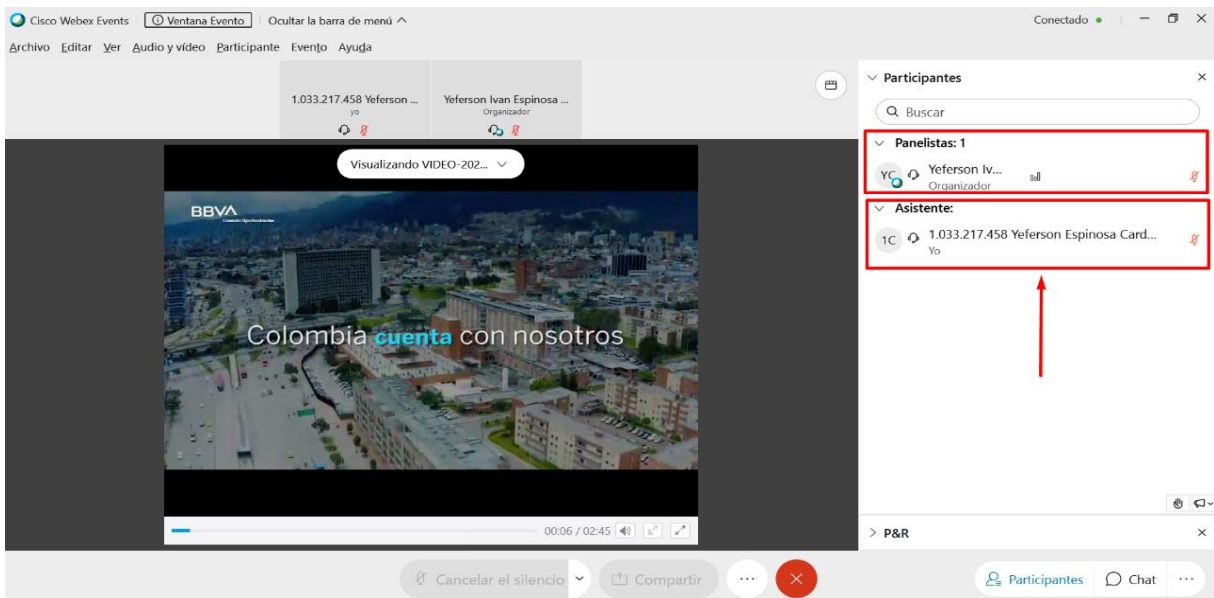 Cisco Webex Events Ventana Evento Ocultar la barra de menú Conectado
Archivo Editar Ver Audio y vídeo Participante Evento Ayuda
1.033.217.458 Yeferson ...
yo
Yeferson Ivan Espinosa ...
Organizador
Visualizando VIDEO-202...
BBVA
Creando Oportunidades
Colombia cuenta con nosotros
00:06 / 02:45
Participantes
Buscar
Panelistas: 1
YC Yeferson Iv...
Organizador
Asistente:
1C 1.033.217.458 Yeferson Espinosa Card...
Yo
P&R
Cancelar el silencio Compartir ... Participantes Chat ...